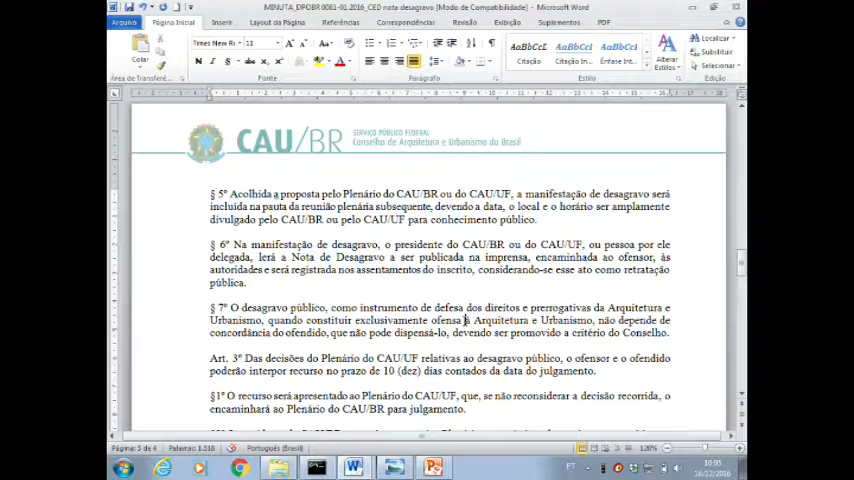 MINUTA_DPOBR 0061-01.2016_CED nota desagravo [Modo de Compatibilidade] - Microsoft Word
Arquivo Página Inicial Inserir Layout da Página Referências Correspondências Revisão Exibição Suplementos PDF
Colar
Times New Ro 11
AaBbCcD AaBbCcI AaBbCcI
Citação Citação In... Ênfase Int...
Alterar Estilos
Localizar
Substituir
Selecionar
Área de Transferê... Fonte Parágrafo Estilo Edição
CAU/BR
SERVIÇO PÚBLICO FEDERAL
Conselho de Arquitetura e Urbanismo do Brasil
§ 5º Acolhida a proposta pelo Plenário do CAU/BR ou do CAU/UF, a manifestação de desagravo será
incluída na pauta da reunião plenária subsequente, devendo a data, o local e o horário ser amplamente
divulgado pelo CAU/BR ou pelo CAU/UF para conhecimento público.
§ 6º Na manifestação de desagravo, o presidente do CAU/BR ou do CAU/UF, ou pessoa por ele
delegada, lerá a Nota de Desagravo a ser publicada na imprensa, encaminhada ao ofensor, às
autoridades e será registrada nos assentamentos do inscrito, considerando-se esse ato como retratação
pública.
§ 7º O desagravo público, como instrumento de defesa dos direitos e prerrogativas da Arquitetura e
Urbanismo, quando constituir exclusivamente ofensa à Arquitetura e Urbanismo, não depende de
concordância do ofendido, que não pode dispensá-lo, devendo ser promovido a critério do Conselho.
Art. 3º Das decisões do Plenário do CAU/UF relativas ao desagravo público, o ofensor e o ofendido
poderão interpor recurso no prazo de 10 (dez) dias contados da data do julgamento.
§1º O recurso será apresentado ao Plenário do CAU/UF, que, se não reconsiderar a decisão recorrida, o
encaminhará ao Plenário do CAU/BR para julgamento.
Página: 3 de 4 Palavras: 1.318 Português (Brasil) 120%
PT 10:05
16/12/2016